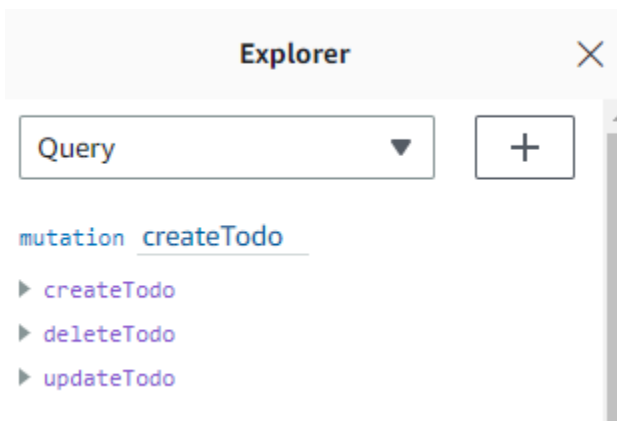 Explorer
Query
mutation createTodo
createTodo
deleteTodo
updateTodo